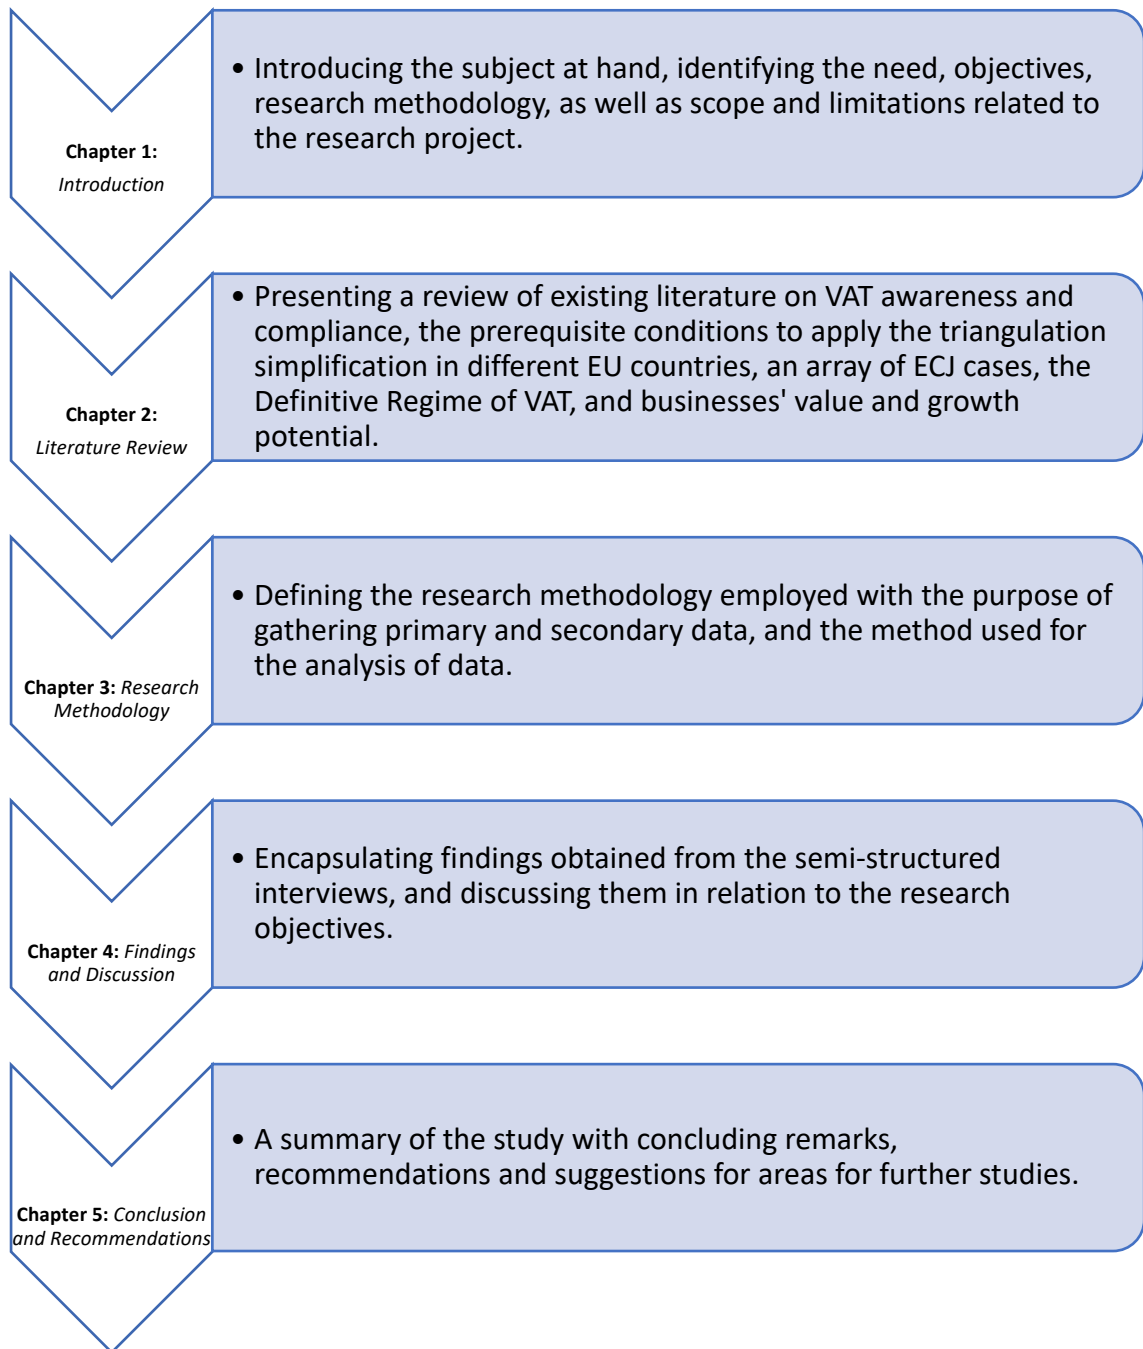 Chapter 1:
Introduction
• Introducing the subject at hand, identifying the need, objectives,
research methodology, as well as scope and limitations related to
the research project.
Chapter 2:
Literature Review
• Presenting a review of existing literature on VAT awareness and
compliance, the prerequisite conditions to apply the triangulation
simplification in different EU countries, an array of ECJ cases, the
Definitive Regime of VAT, and businesses' value and growth
potential.
Chapter 3: Research
Methodology
• Defining the research methodology employed with the purpose of
gathering primary and secondary data, and the method used for
the analysis of data.
Chapter 4: Findings
and Discussion
• Encapsulating findings obtained from the semi-structured
interviews, and discussing them in relation to the research
objectives.
Chapter 5: Conclusion
and Recommendations
• A summary of the study with concluding remarks,
recommendations and suggestions for areas for further studies.